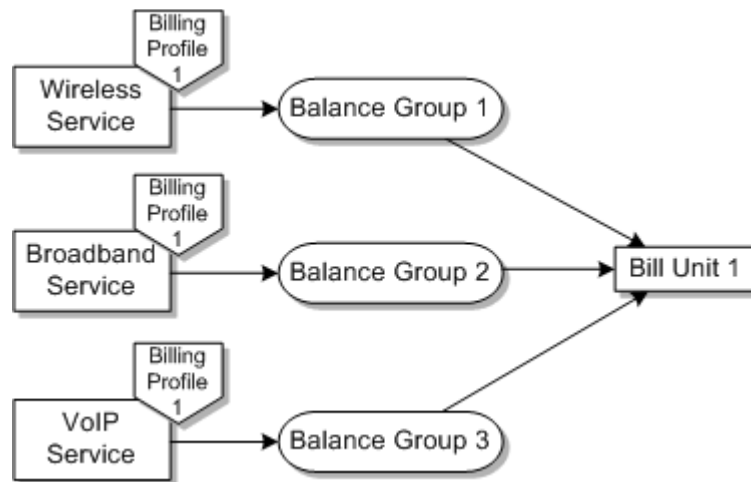 Billing
Profile
1
Wireless
Service
Balance Group 1
Billing
Profile
1
Broadband
Service
Balance Group 2
Bill Unit 1
Billing
Profile
1
VoIP
Service
Balance Group 3